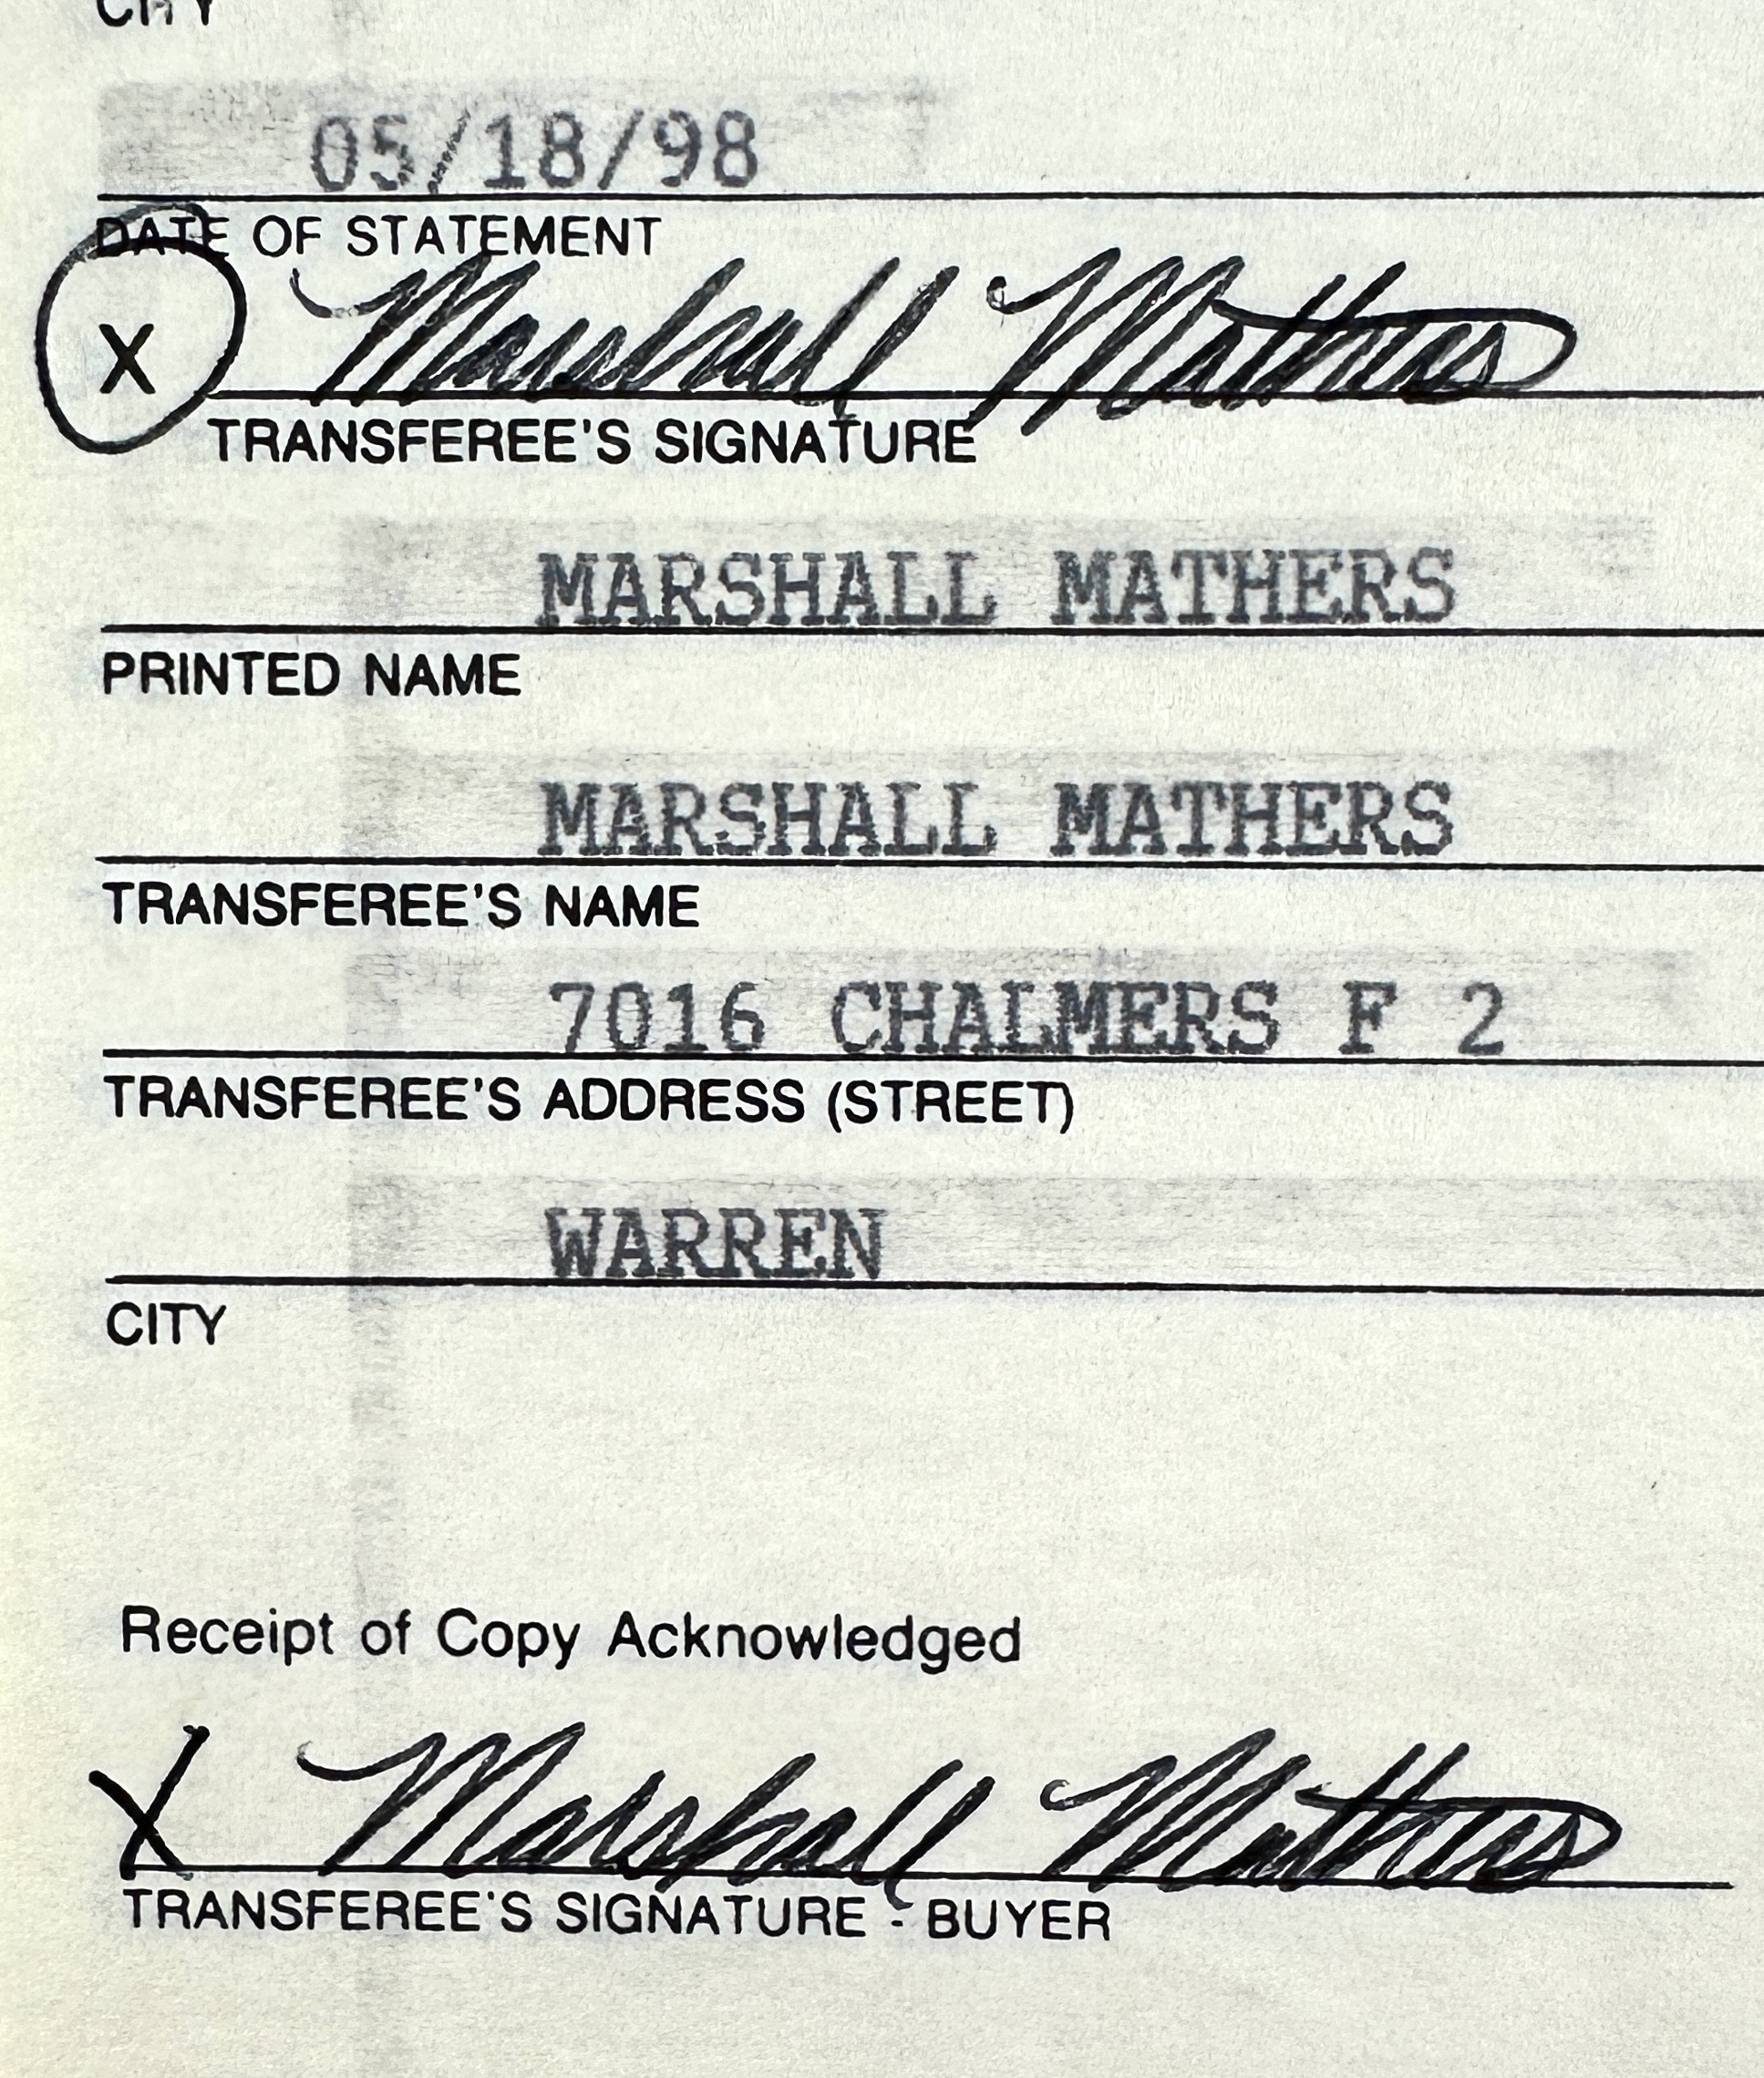 CITY
05/18/98
DATE OF STATEMENT
X Marshall Mathers
TRANSFEREE'S SIGNATURE
MARSHALL MATHERS
PRINTED NAME
MARSHALL MATHERS
TRANSFEREE'S NAME
7016 CHALMERS F 2
TRANSFEREE'S ADDRESS (STREET)
WARREN
CITY
Receipt of Copy Acknowledged
X Marshall Mathers
TRANSFEREE'S SIGNATURE - BUYER